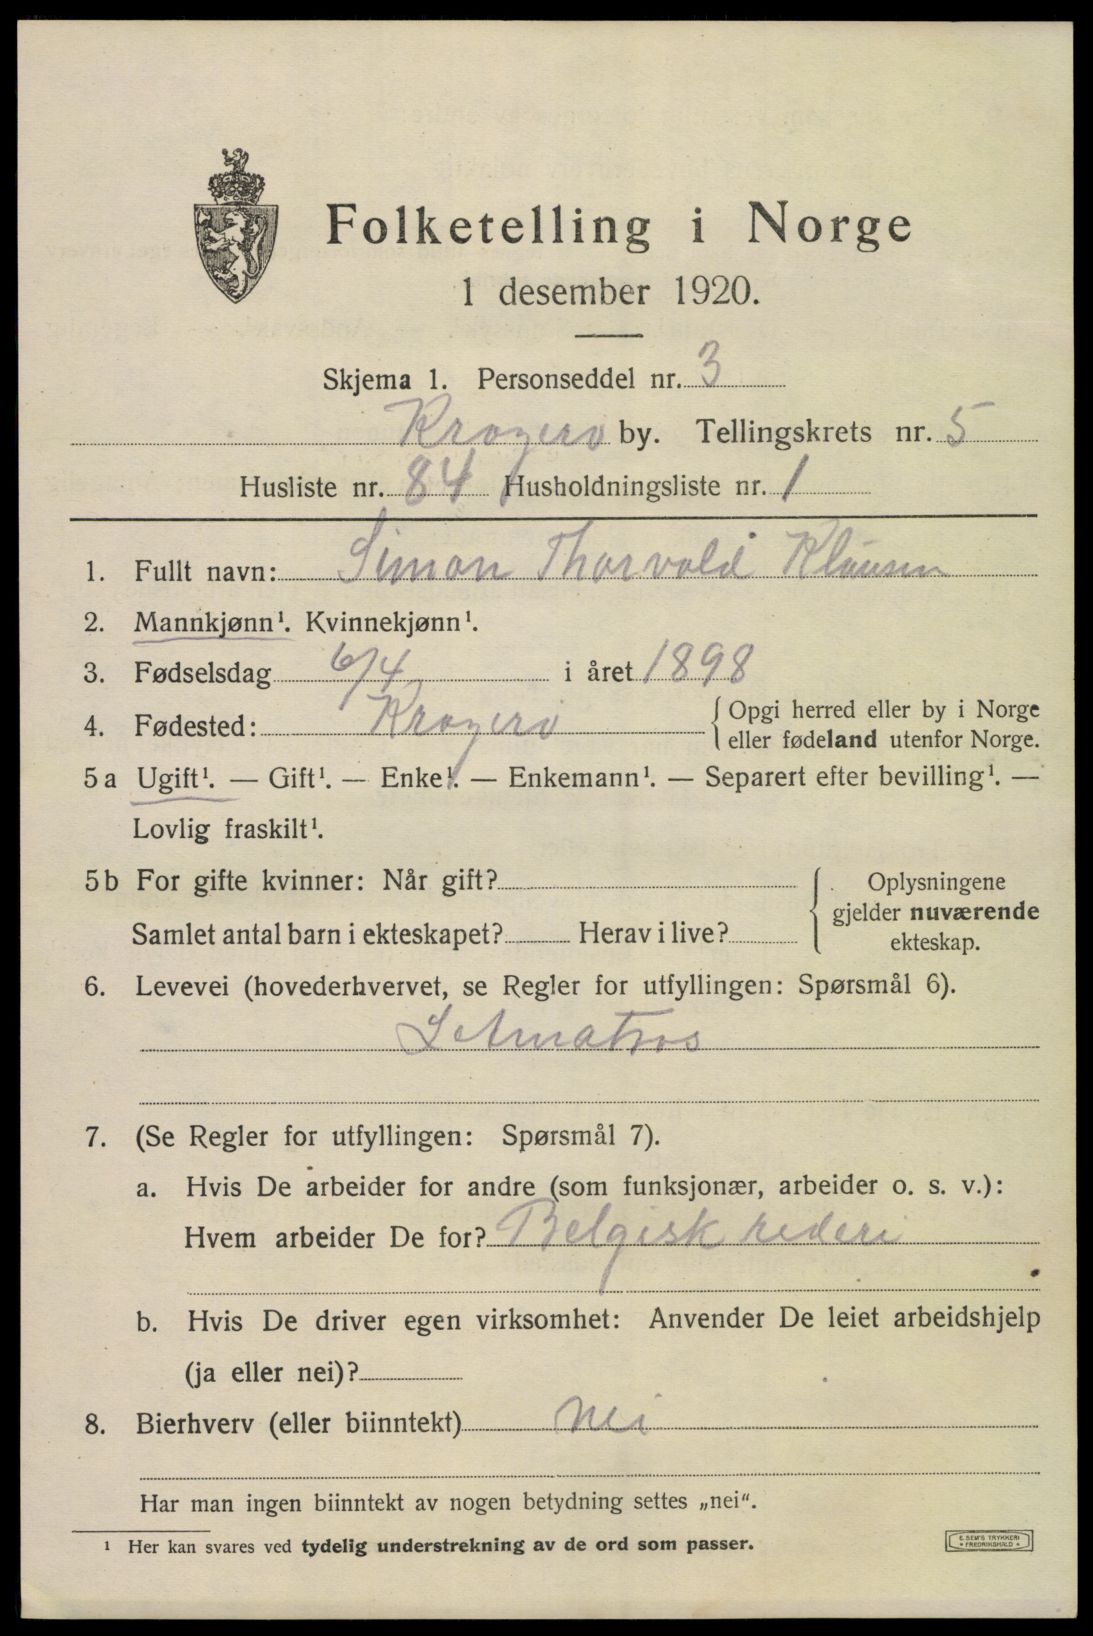 Folketelling i Norge
1 desember 1920.
Skjema 1. Personseddel nr. 3
Kragerø by. Tellingskrets nr. 5
Husliste nr. 84 Husholdningsliste nr. 1
1. Fullt navn: Simon Thorvald Klausen
2. Mannkjønn¹. Kvinnekjønn¹.
3. Fødselsdag 6/4 i året 1898
4. Fødested: Kragerø { Opgi herred eller by i Norge
eller fødeland utenfor Norge.
5a Ugift¹. — Gift¹. — Enke¹. — Enkemann¹. — Separert efter bevilling¹. —
Lovlig fraskilt¹.
5b For gifte kvinner: Når gift? { Oplysningene
gjelder nuværende
Samlet antal barn i ekteskapet? Herav i live?
ekteskap.
6. Levevei (hovederhvervet, se Regler for utfyllingen: Spørsmål 6).
7. (Se Regler for utfyllingen: Spørsmål 7).
a. Hvis De arbeider for andre (som funksjonær, arbeider o. s. v.):
Hvem arbeider De for? Belgisk rederi
b. Hvis De driver egen virksomhet: Anvender De leiet arbeidshjelp
(ja eller nei)?
8. Bierhverv (eller biinntekt) nei
Har man ingen biinntekt av nogen betydning settes „nei“.
¹ Her kan svares ved tydelig understrekning av de ord som passer.
E. SEM'S TRYKKERI
• FREDRIKSHALD •